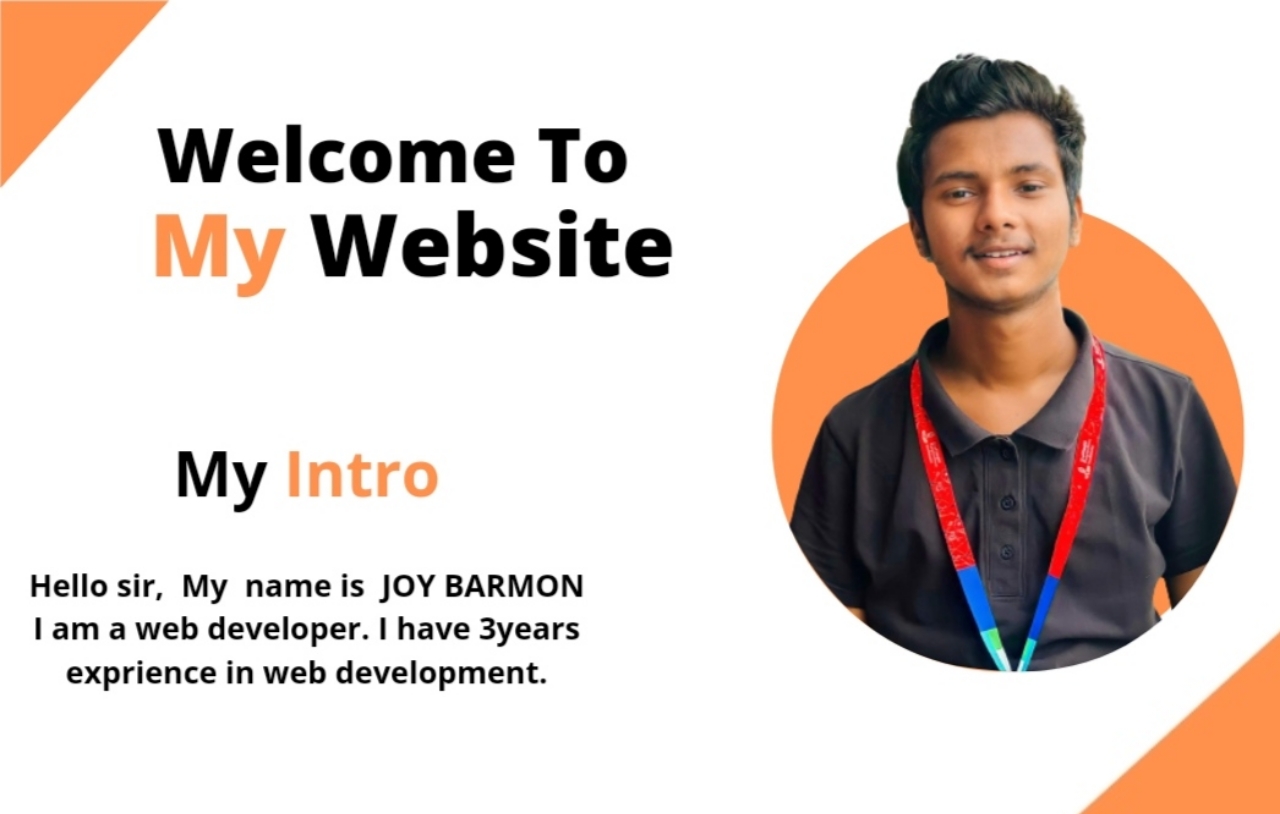 Welcome To
My Website
My Intro
Hello sir, My name is JOY BARMON
I am a web developer. I have 3years
exprience in web development.